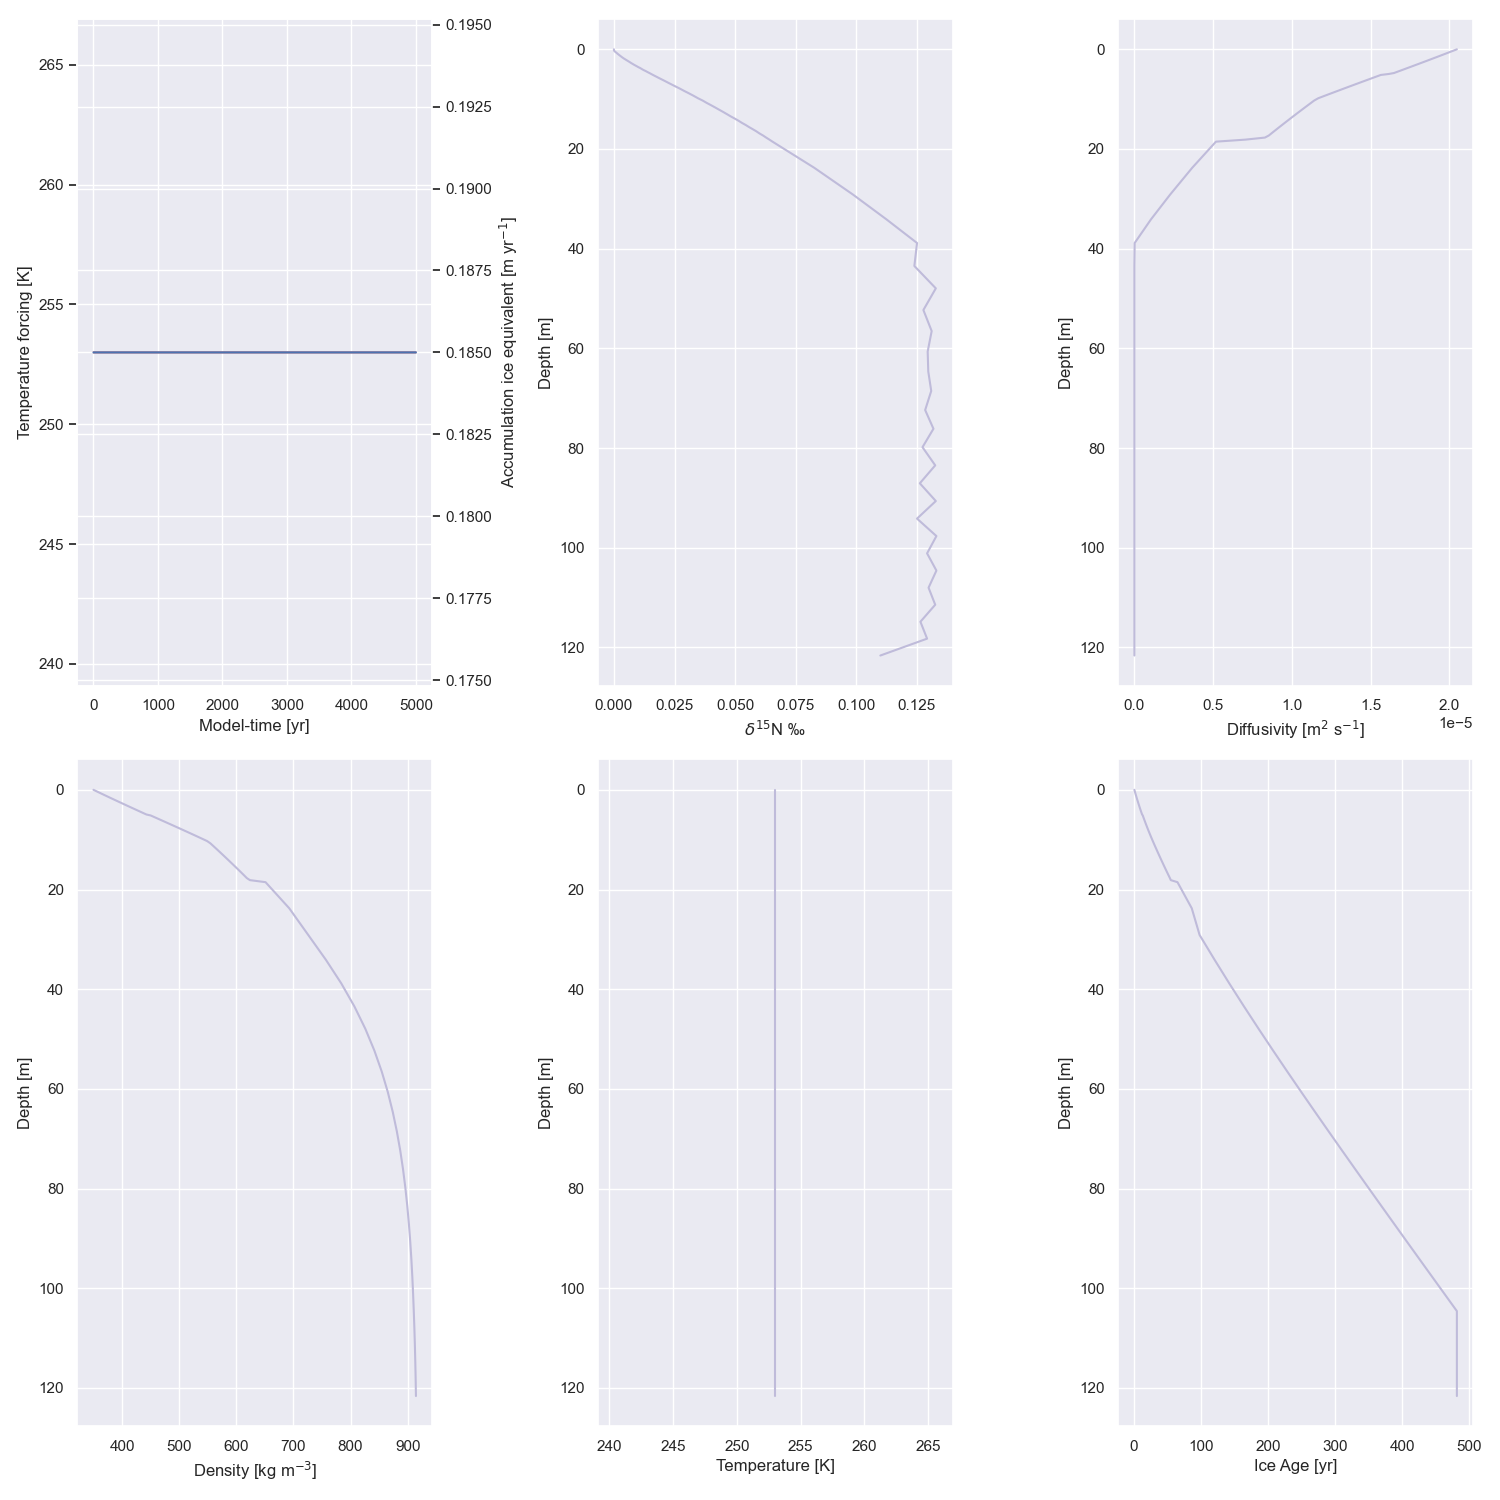 Temperature forcing [K]
265
260
255
250
245
240
0 1000 2000 3000 4000 5000
Model-time [yr]
0.1950
0.1925
0.1900
0.1875
0.1850
0.1825
0.1800
0.1775
0.1750
Accumulation ice equivalent [m yr⁻¹]
Depth [m]
0
20
40
60
80
100
120
0.000 0.025 0.050 0.075 0.100 0.125
δ¹⁵N ‰
Depth [m]
0
20
40
60
80
100
120
0.0 0.5 1.0 1.5 2.0
1e−5
Diffusivity [m² s⁻¹]
Depth [m]
0
20
40
60
80
100
120
400 500 600 700 800 900
Density [kg m⁻³]
Depth [m]
0
20
40
60
80
100
120
240 245 250 255 260 265
Temperature [K]
Depth [m]
0
20
40
60
80
100
120
0 100 200 300 400 500
Ice Age [yr]